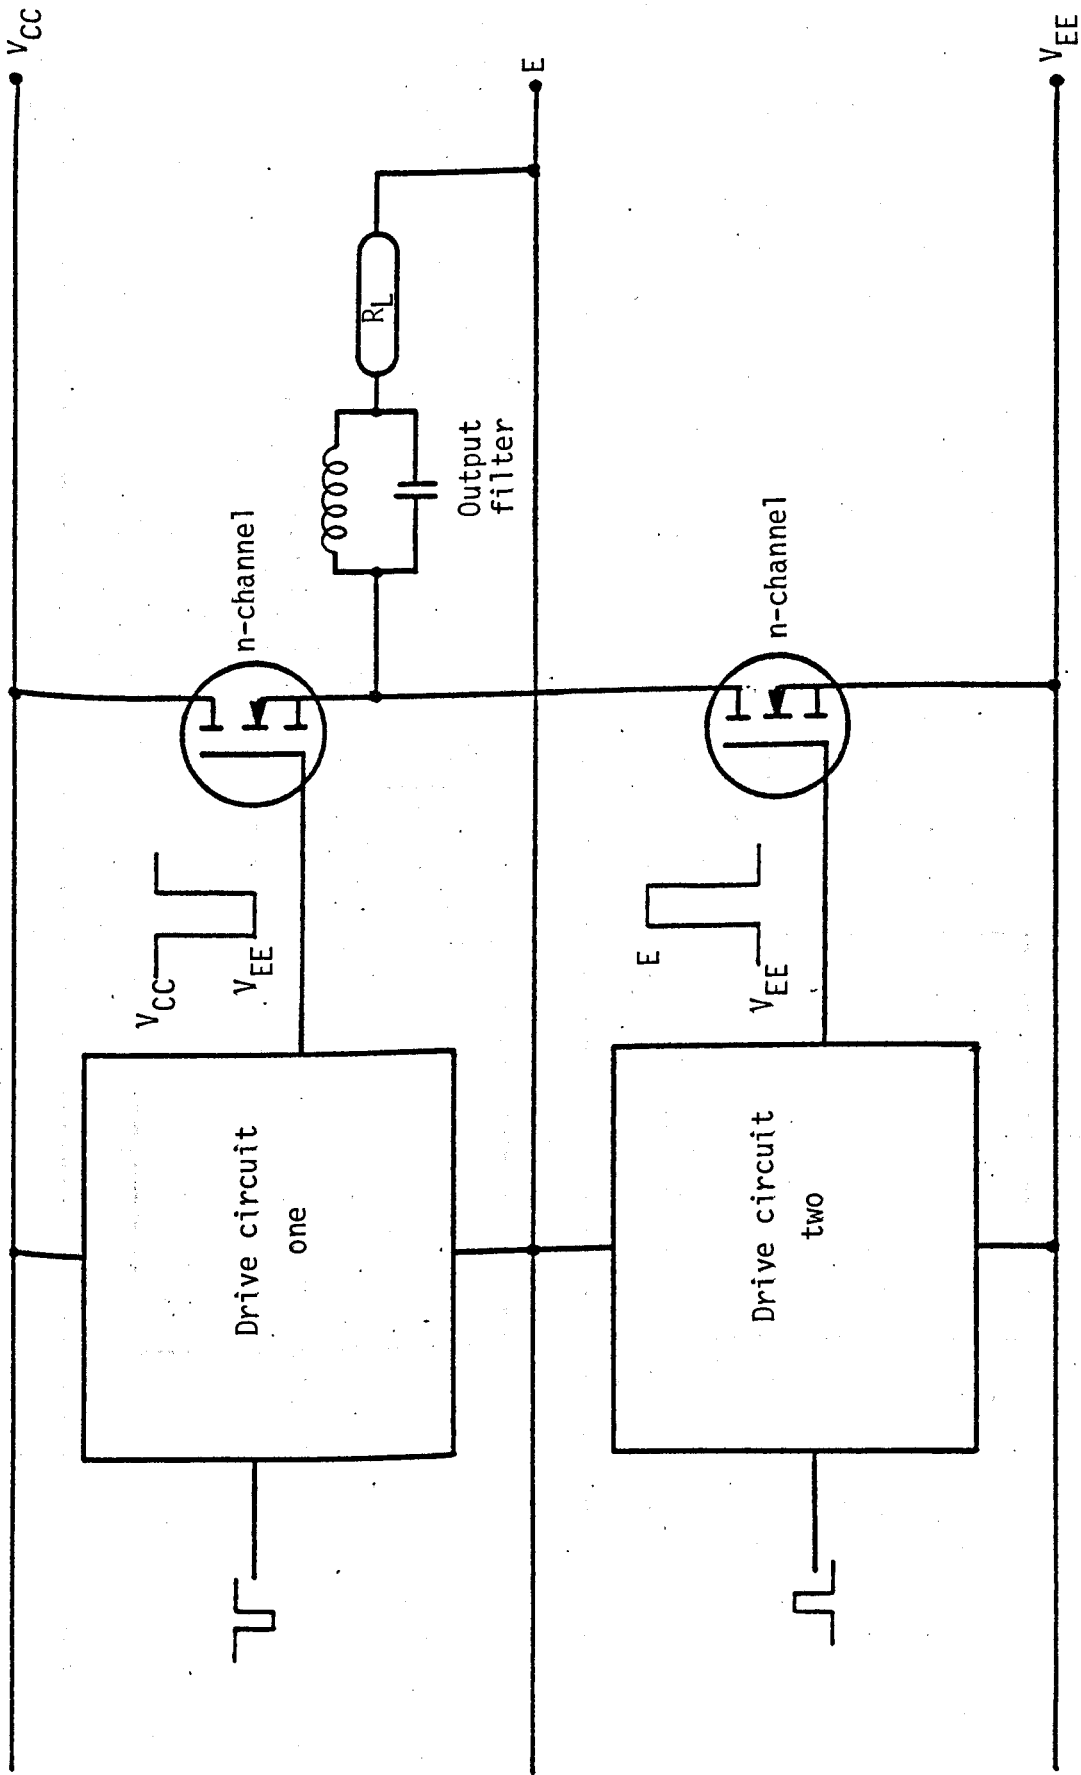 V_CC
n-channel
V_CC
V_EE
Drive circuit
one
R_L
Output
filter
E
n-channel
E
V_EE
Drive circuit
two
V_EE